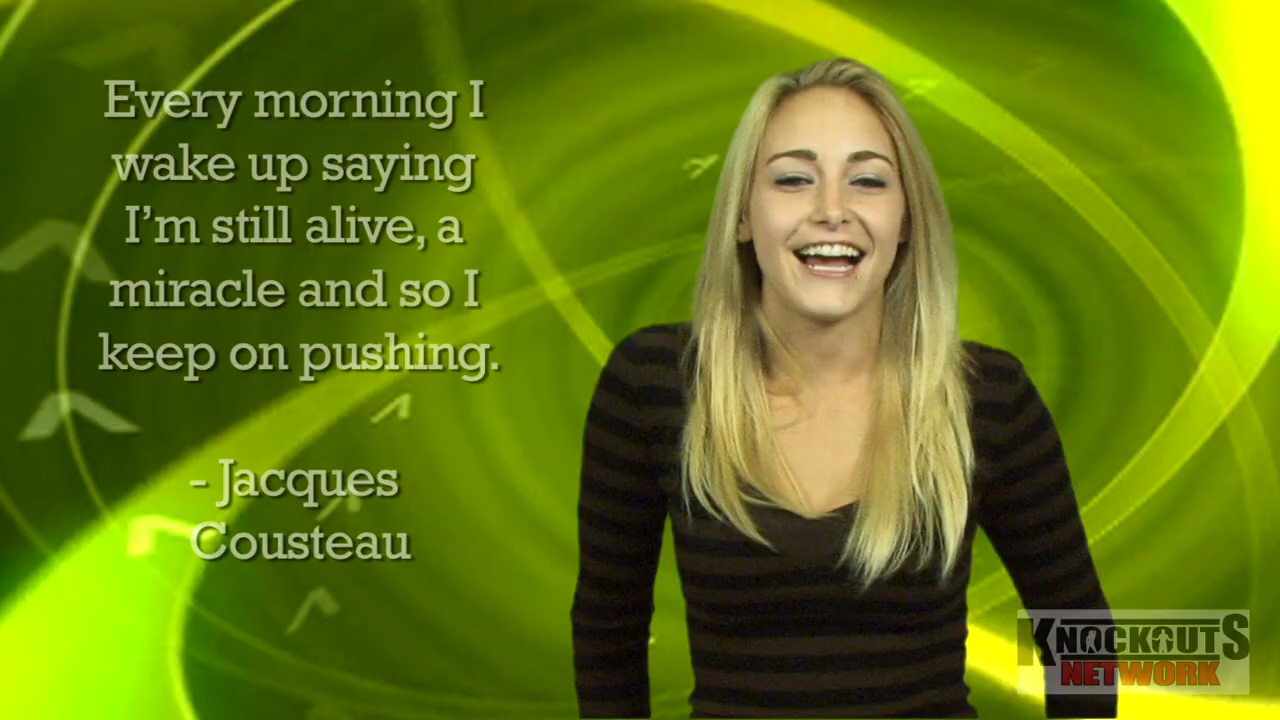 Every morning I
wake up saying
I'm still alive, a
miracle and so I
keep on pushing.
- Jacques
Cousteau
KNOCKOUTS
NETWORK